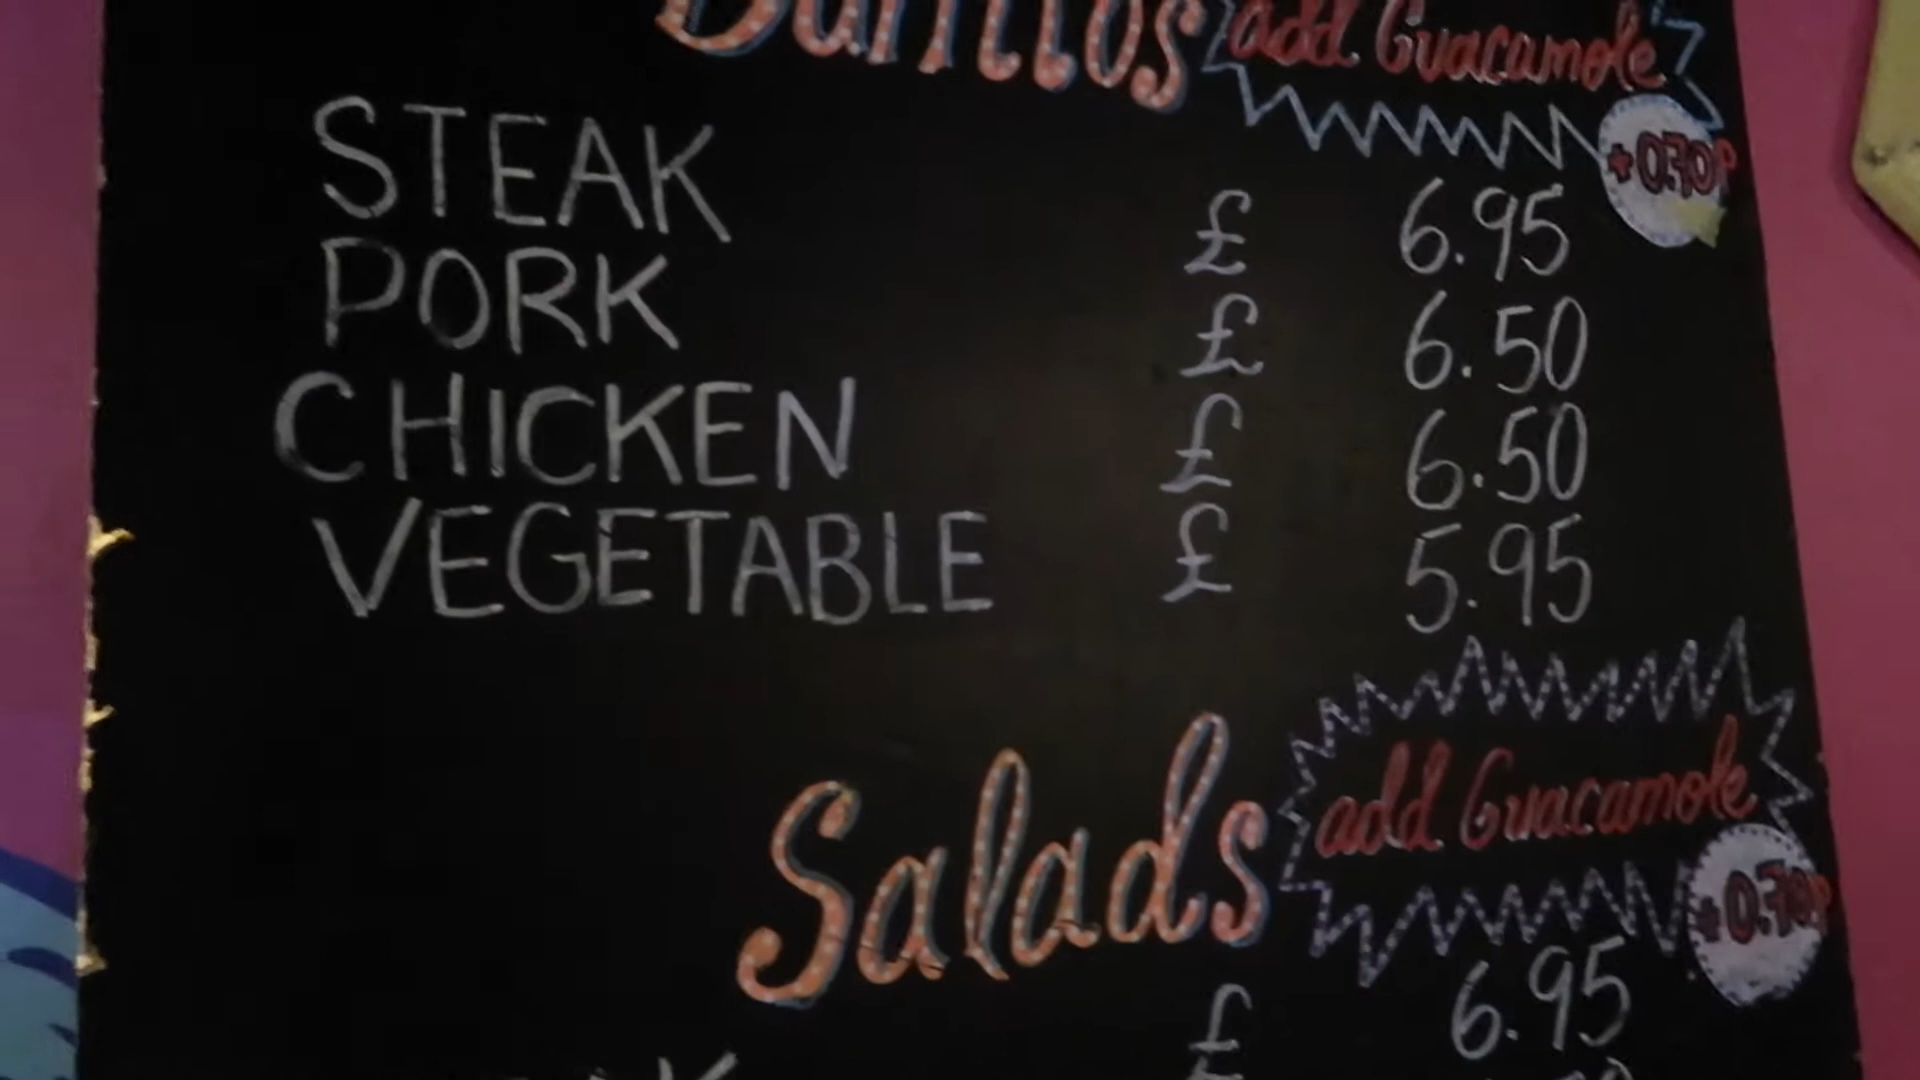 Burritos
add Guacamole
+0.70P
STEAK £ 6.95
PORK £ 6.50
CHICKEN £ 6.50
VEGETABLE £ 5.95
Salads
add Guacamole
+0.70P
£ 6.95